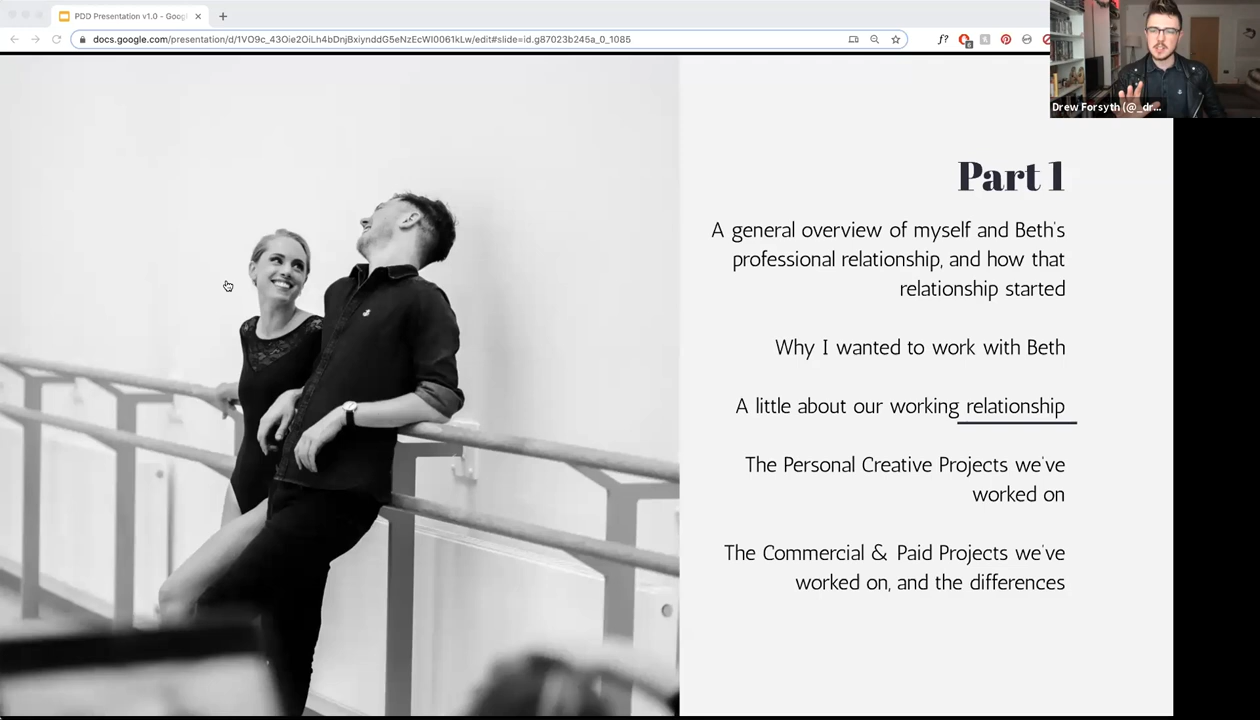 PDD Presentation v1.0 - Goog
docs.google.com/presentation/d/1VO9c_43Oie2OiLh4bDnjBxiynddG5eNzEcWI0061kLw/edit#slide=id.g87023b245a_0_1085
f?
6
Drew Forsyth (@_dr...
Part 1
A general overview of myself and Beth's
professional relationship, and how that
relationship started
Why I wanted to work with Beth
A little about our working relationship
The Personal Creative Projects we've
worked on
The Commercial & Paid Projects we've
worked on, and the differences